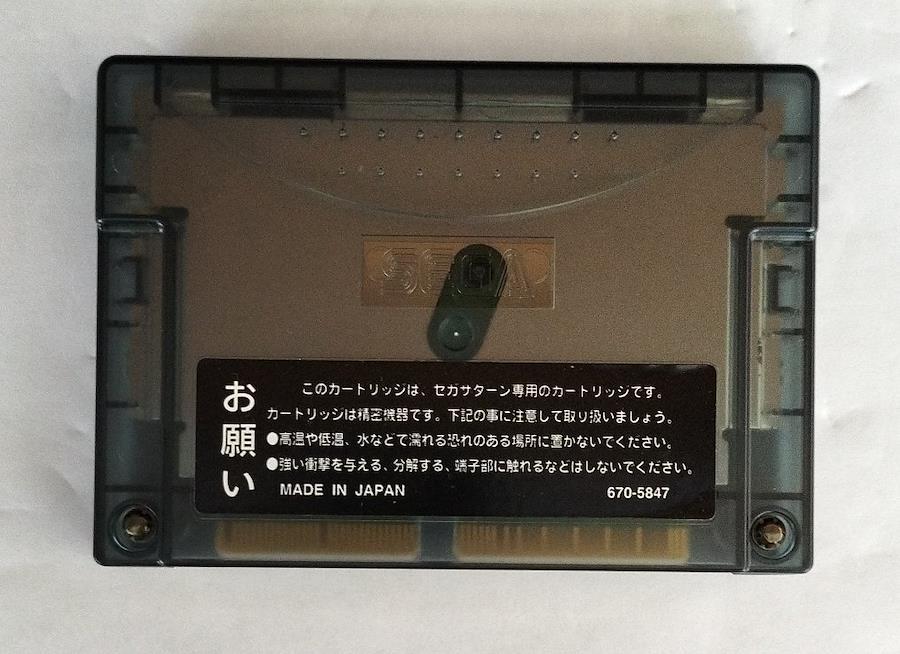 SEGA
お願い
このカートリッジは、セガサターン専用のカートリッジです。
カートリッジは精密機器です。下記の事に注意して取り扱いましょう。
●高温や低温、水などで濡れる恐れのある場所に置かないでください。
●強い衝撃を与える、分解する、端子部に触れるなどはしないでください。
MADE IN JAPAN
670-5847